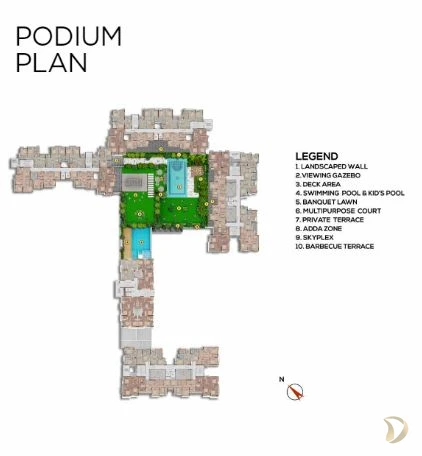 PODIUM
PLAN
LEGEND
1. LANDSCAPED WALL
2. VIEWING GAZEBO
3. DECK AREA
4. SWIMMING POOL & KID'S POOL
5. BANQUET LAWN
6. MULTIPURPOSE COURT
7. PRIVATE TERRACE
8. ADDA ZONE
9. SKYPLEX
10. BARBECUE TERRACE
N